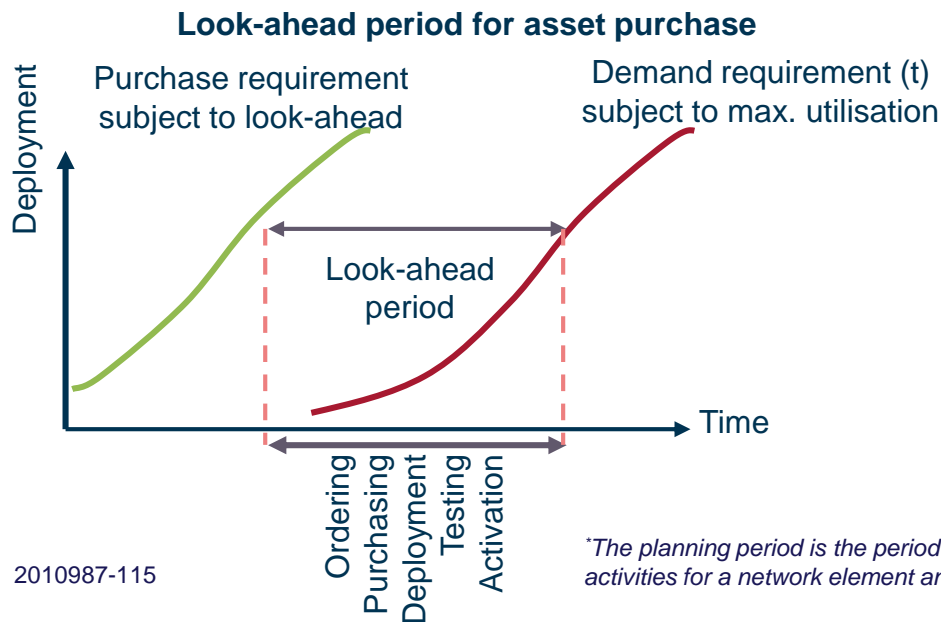 Look-ahead period for asset purchase
Purchase requirement
subject to look-ahead
Demand requirement (t)
subject to max. utilisation
Deployment
Look-ahead
period
Time
Ordering
Purchasing
Deployment
Testing
Activation
2010987-115
*The planning period is the period
activities for a network element